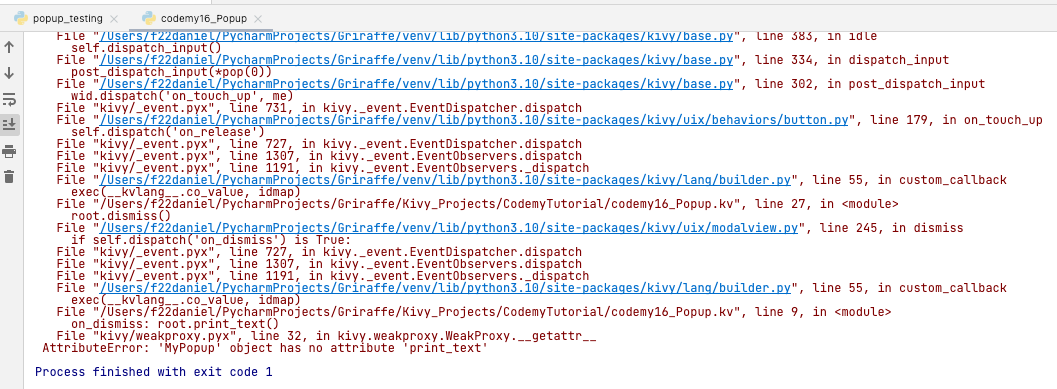 popup_testing
codemy16_Popup
File "/Users/f22daniel/PycharmProjects/Griraffe/venv/lib/python3.10/site-packages/kivy/base.py", line 383, in idle
self.dispatch_input()
File "/Users/f22daniel/PycharmProjects/Griraffe/venv/lib/python3.10/site-packages/kivy/base.py", line 334, in dispatch_input
post_dispatch_input(*pop(0))
File "/Users/f22daniel/PycharmProjects/Griraffe/venv/lib/python3.10/site-packages/kivy/base.py", line 302, in post_dispatch_input
wid.dispatch('on_touch_up', me)
File "kivy/_event.pyx", line 731, in kivy._event.EventDispatcher.dispatch
File "/Users/f22daniel/PycharmProjects/Griraffe/venv/lib/python3.10/site-packages/kivy/uix/behaviors/button.py", line 179, in on_touch_up
self.dispatch('on_release')
File "kivy/_event.pyx", line 727, in kivy._event.EventDispatcher.dispatch
File "kivy/_event.pyx", line 1307, in kivy._event.EventObservers.dispatch
File "kivy/_event.pyx", line 1191, in kivy._event.EventObservers._dispatch
File "/Users/f22daniel/PycharmProjects/Griraffe/venv/lib/python3.10/site-packages/kivy/lang/builder.py", line 55, in custom_callback
exec(__kvlang__.co_value, idmap)
File "/Users/f22daniel/PycharmProjects/Griraffe/Kivy_Projects/CodemyTutorial/codemy16_Popup.kv", line 27, in <module>
root.dismiss()
File "/Users/f22daniel/PycharmProjects/Griraffe/venv/lib/python3.10/site-packages/kivy/uix/modalview.py", line 245, in dismiss
if self.dispatch('on_dismiss') is True:
File "kivy/_event.pyx", line 727, in kivy._event.EventDispatcher.dispatch
File "kivy/_event.pyx", line 1307, in kivy._event.EventObservers.dispatch
File "kivy/_event.pyx", line 1191, in kivy._event.EventObservers._dispatch
File "/Users/f22daniel/PycharmProjects/Griraffe/venv/lib/python3.10/site-packages/kivy/lang/builder.py", line 55, in custom_callback
exec(__kvlang__.co_value, idmap)
File "/Users/f22daniel/PycharmProjects/Griraffe/Kivy_Projects/CodemyTutorial/codemy16_Popup.kv", line 9, in <module>
on_dismiss: root.print_text()
File "kivy/weakproxy.pyx", line 32, in kivy.weakproxy.WeakProxy.__getattr__
AttributeError: 'MyPopup' object has no attribute 'print_text'
Process finished with exit code 1